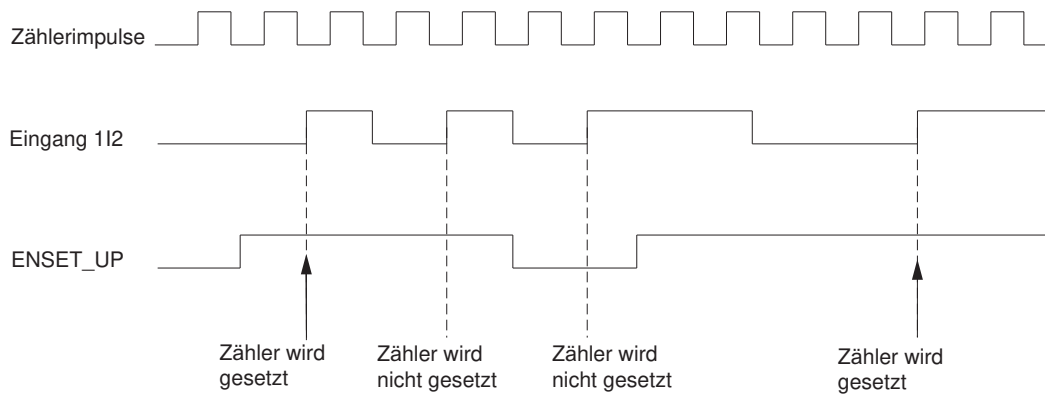 Zählerimpulse
Eingang 1I2
ENSET_UP
Zähler wird
gesetzt
Zähler wird
nicht gesetzt
Zähler wird
nicht gesetzt
Zähler wird
gesetzt